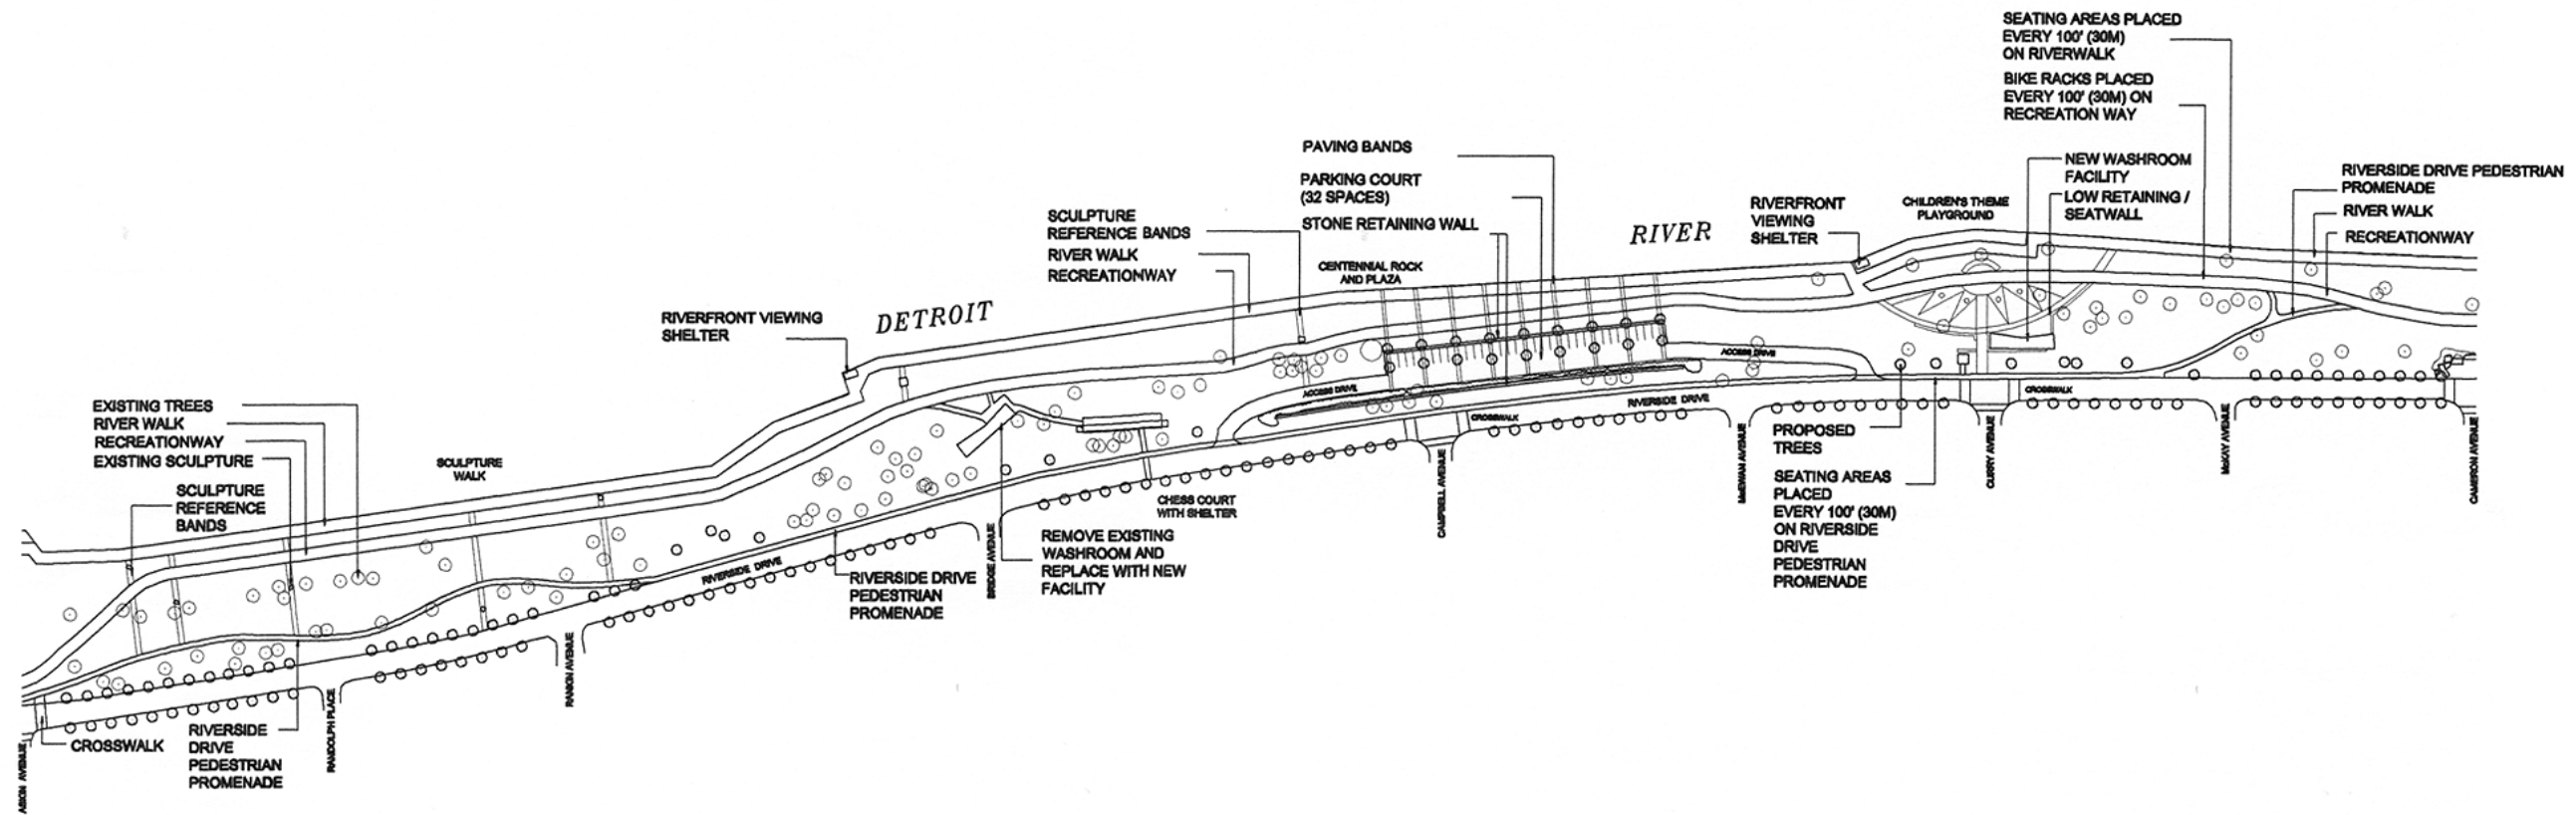 SEATING AREAS PLACED
EVERY 100' (30M)
ON RIVERWALK
BIKE RACKS PLACED
EVERY 100' (30M) ON
RECREATION WAY
NEW WASHROOM
FACILITY
LOW RETAINING /
SEATWALL
RIVERSIDE DRIVE PEDESTRIAN
PROMENADE
RIVER WALK
RECREATIONWAY
PAVING BANDS
PARKING COURT
(32 SPACES)
STONE RETAINING WALL
RIVER
RIVERFRONT
VIEWING
SHELTER
CHILDREN'S THEME
PLAYGROUND
SCULPTURE
REFERENCE BANDS
RIVER WALK
RECREATIONWAY
CENTENNIAL ROCK
AND PLAZA
DETROIT
RIVERFRONT VIEWING
SHELTER
ACCESS DRIVE
ACCESS DRIVE
RIVERSIDE DRIVE
CROSSWALK
CROSSWALK
EXISTING TREES
RIVER WALK
RECREATIONWAY
EXISTING SCULPTURE
SCULPTURE
REFERENCE
BANDS
SCULPTURE
WALK
CHESS COURT
WITH SHELTER
PROPOSED
TREES
SEATING AREAS
PLACED
EVERY 100' (30M)
ON RIVERSIDE
DRIVE
PEDESTRIAN
PROMENADE
REMOVE EXISTING
WASHROOM AND
REPLACE WITH NEW
FACILITY
RIVERSIDE DRIVE
RIVERSIDE DRIVE
PEDESTRIAN
PROMENADE
CROSSWALK
RIVERSIDE
DRIVE
PEDESTRIAN
PROMENADE
RANDOLPH PLACE
RANKIN AVENUE
BRIDGE AVENUE
CAMPBELL AVENUE
McEWAN AVENUE
CURRY AVENUE
McKAY AVENUE
CAMERON AVENUE